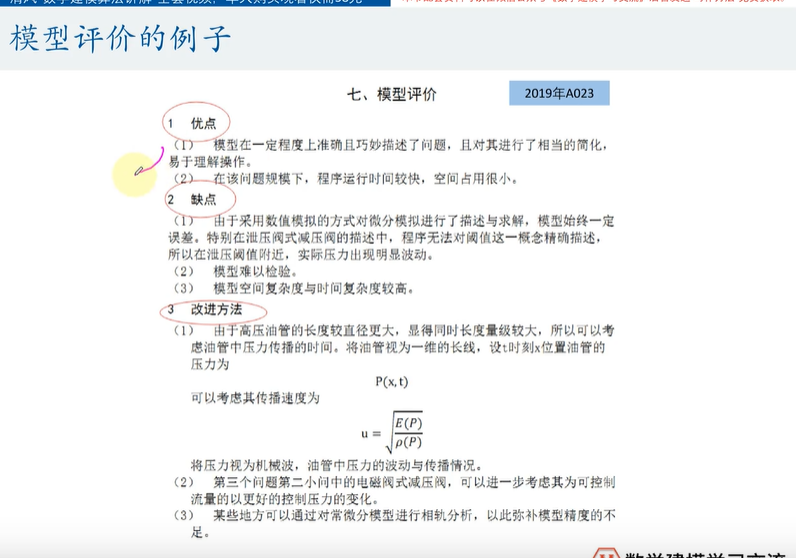 模型评价的例子
七、模型评价
2019年A023
1 优点
（1） 模型在一定程度上准确且巧妙描述了问题，且对其进行了相当的简化，
易于理解操作。
（2） 在该问题规模下，程序运行时间较快，空间占用很小。
2 缺点
（1） 由于采用数值模拟的方式对微分模拟进行了描述与求解，模型始终一定
误差。特别在泄压阀式减压阀的描述中，程序无法对阈值这一概念精确描述，
所以在泄压阈值附近，实际压力出现明显波动。
（2） 模型难以检验。
（3） 模型空间复杂度与时间复杂度较高。
3 改进方法
（1） 由于高压油管的长度较直径更大，显得同时长度量级较大，所以可以考
虑油管中压力传播的时间。将油管视为一维的长线，设t时刻x位置油管的
压力为
P(x, t)
可以考虑其传播速度为
u = √(E(P)/ρ(P))
将压力视为机械波，油管中压力的波动与传播情况。
（2） 第三个问题第二小问中的电磁阀式减压阀，可以进一步考虑其为可控制
流量的以更好的控制压力的变化。
（3） 某些地方可以通过对常微分模型进行相轨分析，以此弥补模型精度的不
足。